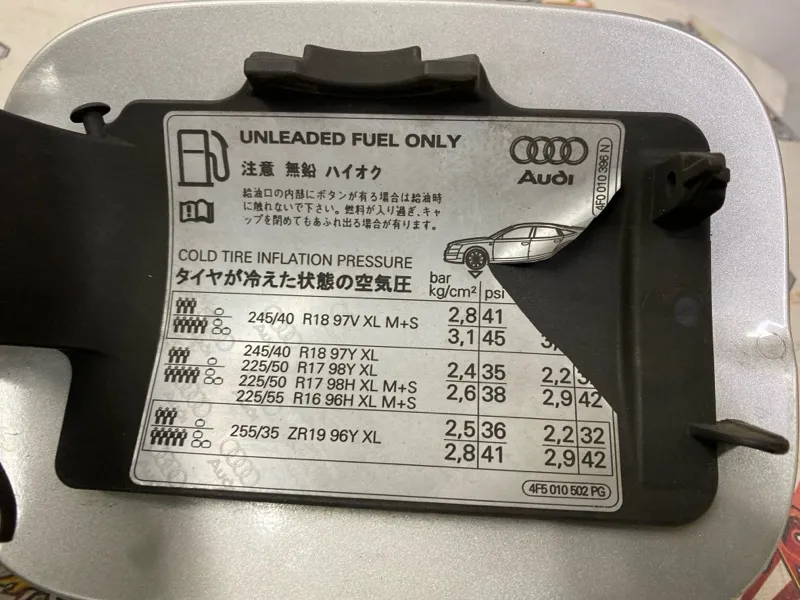 UNLEADED FUEL ONLY
注意 無鉛 ハイオク
給油口の内部にボタンが有る場合は給油時
に触れないで下さい。燃料が入り過ぎ、キャ
ップを閉めてもあふれ出る場合が有ります。
Audi
4F0 010 396 N
COLD TIRE INFLATION PRESSURE
タイヤが冷えた状態の空気圧
bar
kg/cm² psi
245/40 R18 97V XL M+S
2,8 41
3,1 45
245/40 R18 97Y XL
225/50 R17 98Y XL
225/50 R17 98H XL M+S
225/55 R16 96H XL M+S
2,4 35 2,2
2,6 38 2,9 42
255/35 ZR19 96Y XL
2,5 36 2,2 32
2,8 41 2,9 42
Audi
4F5 010 502 PG